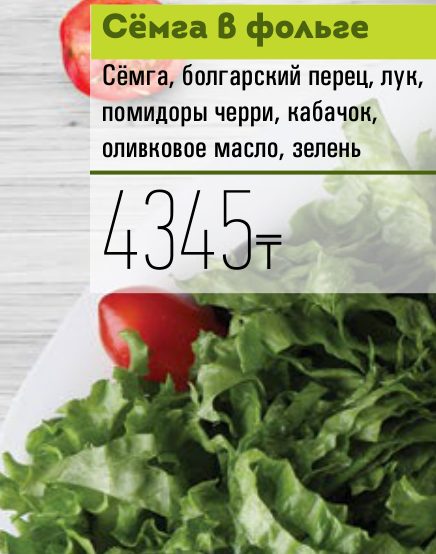 Сёмга в фольге
Сёмга, болгарский перец, лук,
помидоры черри, кабачок,
оливковое масло, зелень
4345₸